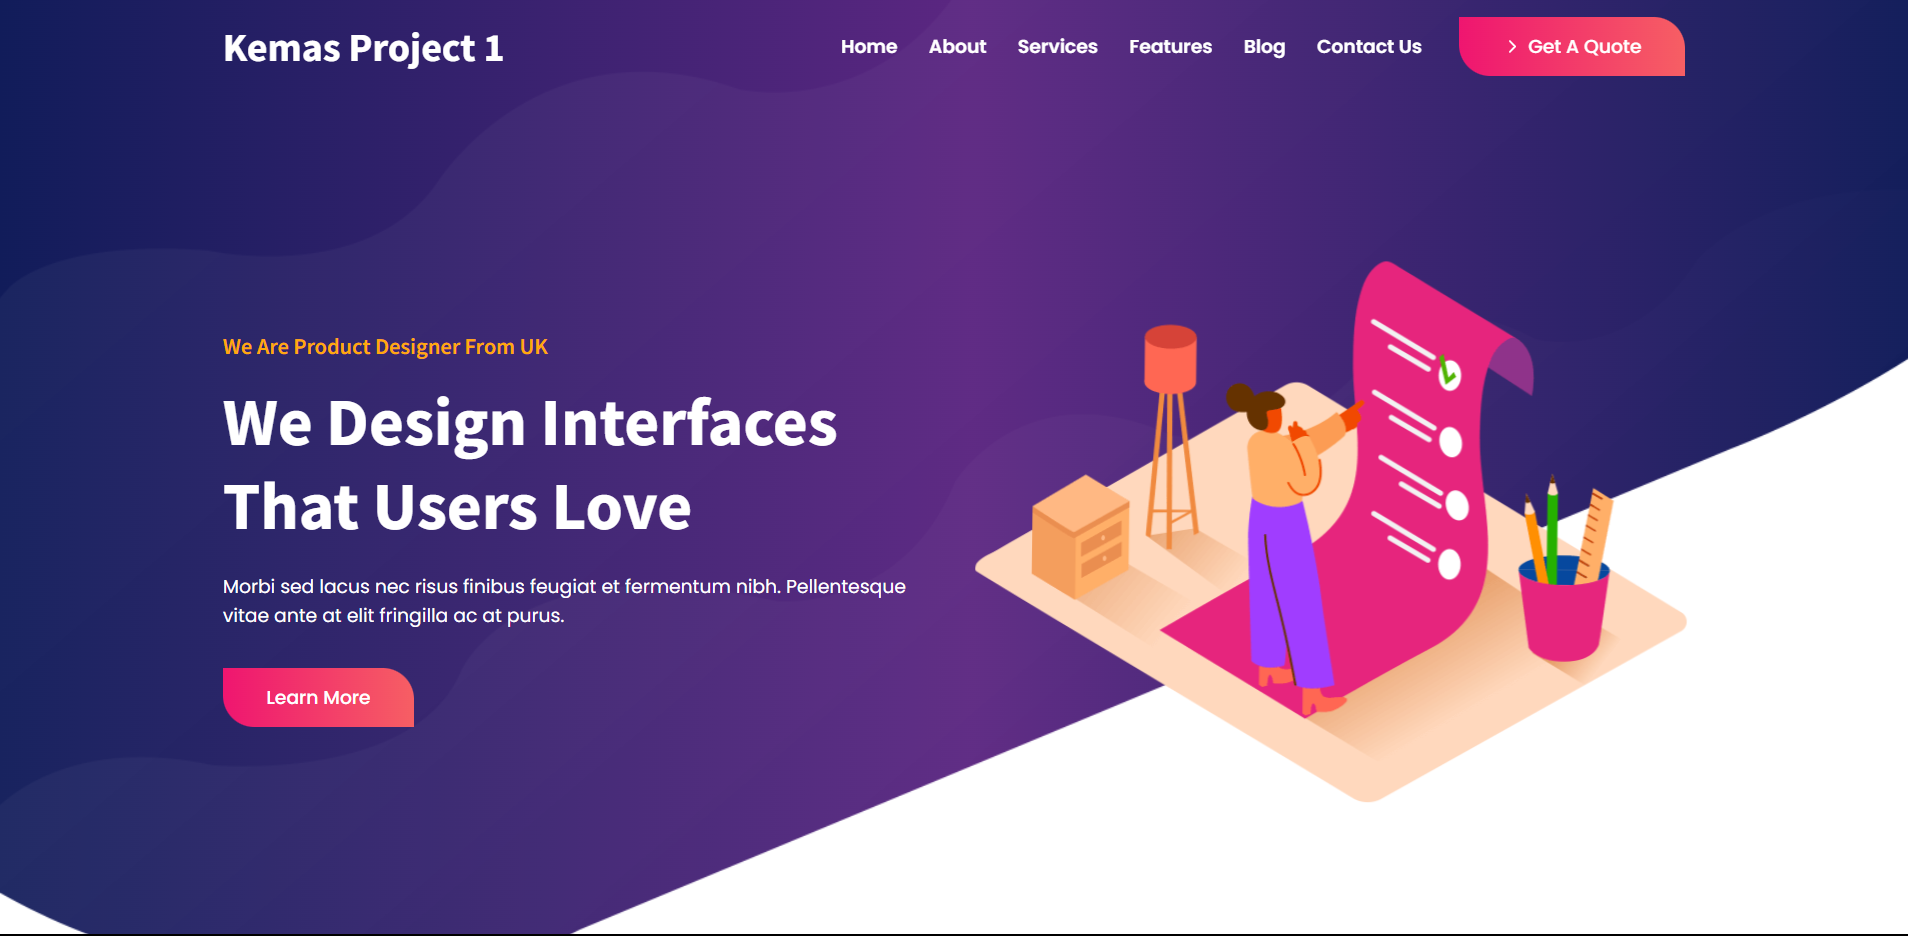 Kemas Project 1
Home About Services Features Blog Contact Us Get A Quote
We Are Product Designer From UK
We Design Interfaces
That Users Love
Morbi sed lacus nec risus finibus feugiat et fermentum nibh. Pellentesque
vitae ante at elit fringilla ac at purus.
Learn More